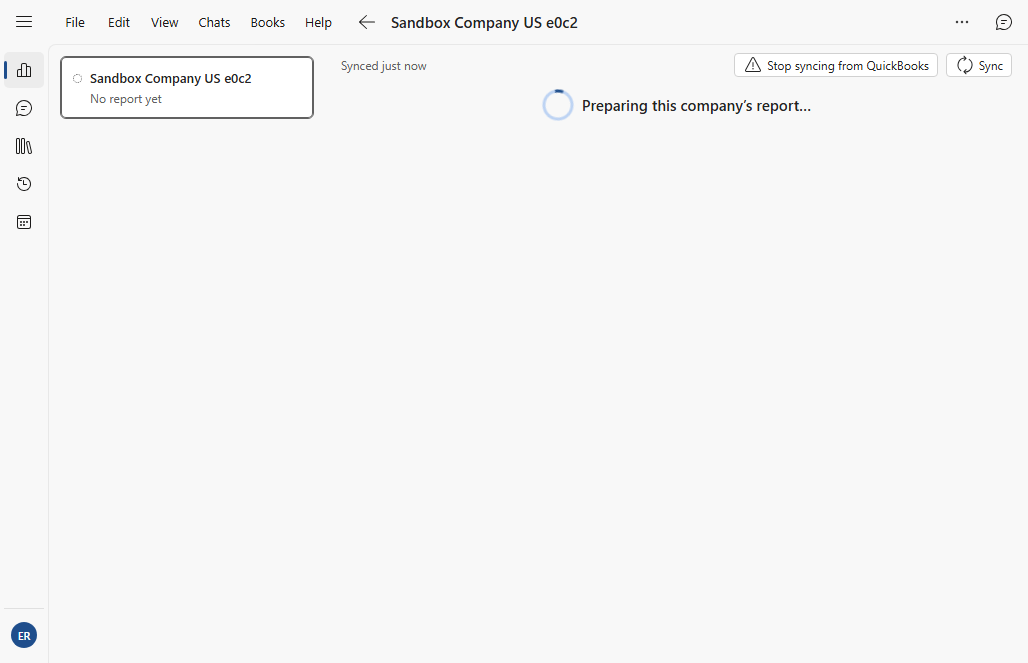 File Edit View Chats Books Help Sandbox Company US e0c2
Sandbox Company US e0c2
No report yet
Synced just now
Stop syncing from QuickBooks
Sync
Preparing this company’s report...
ER